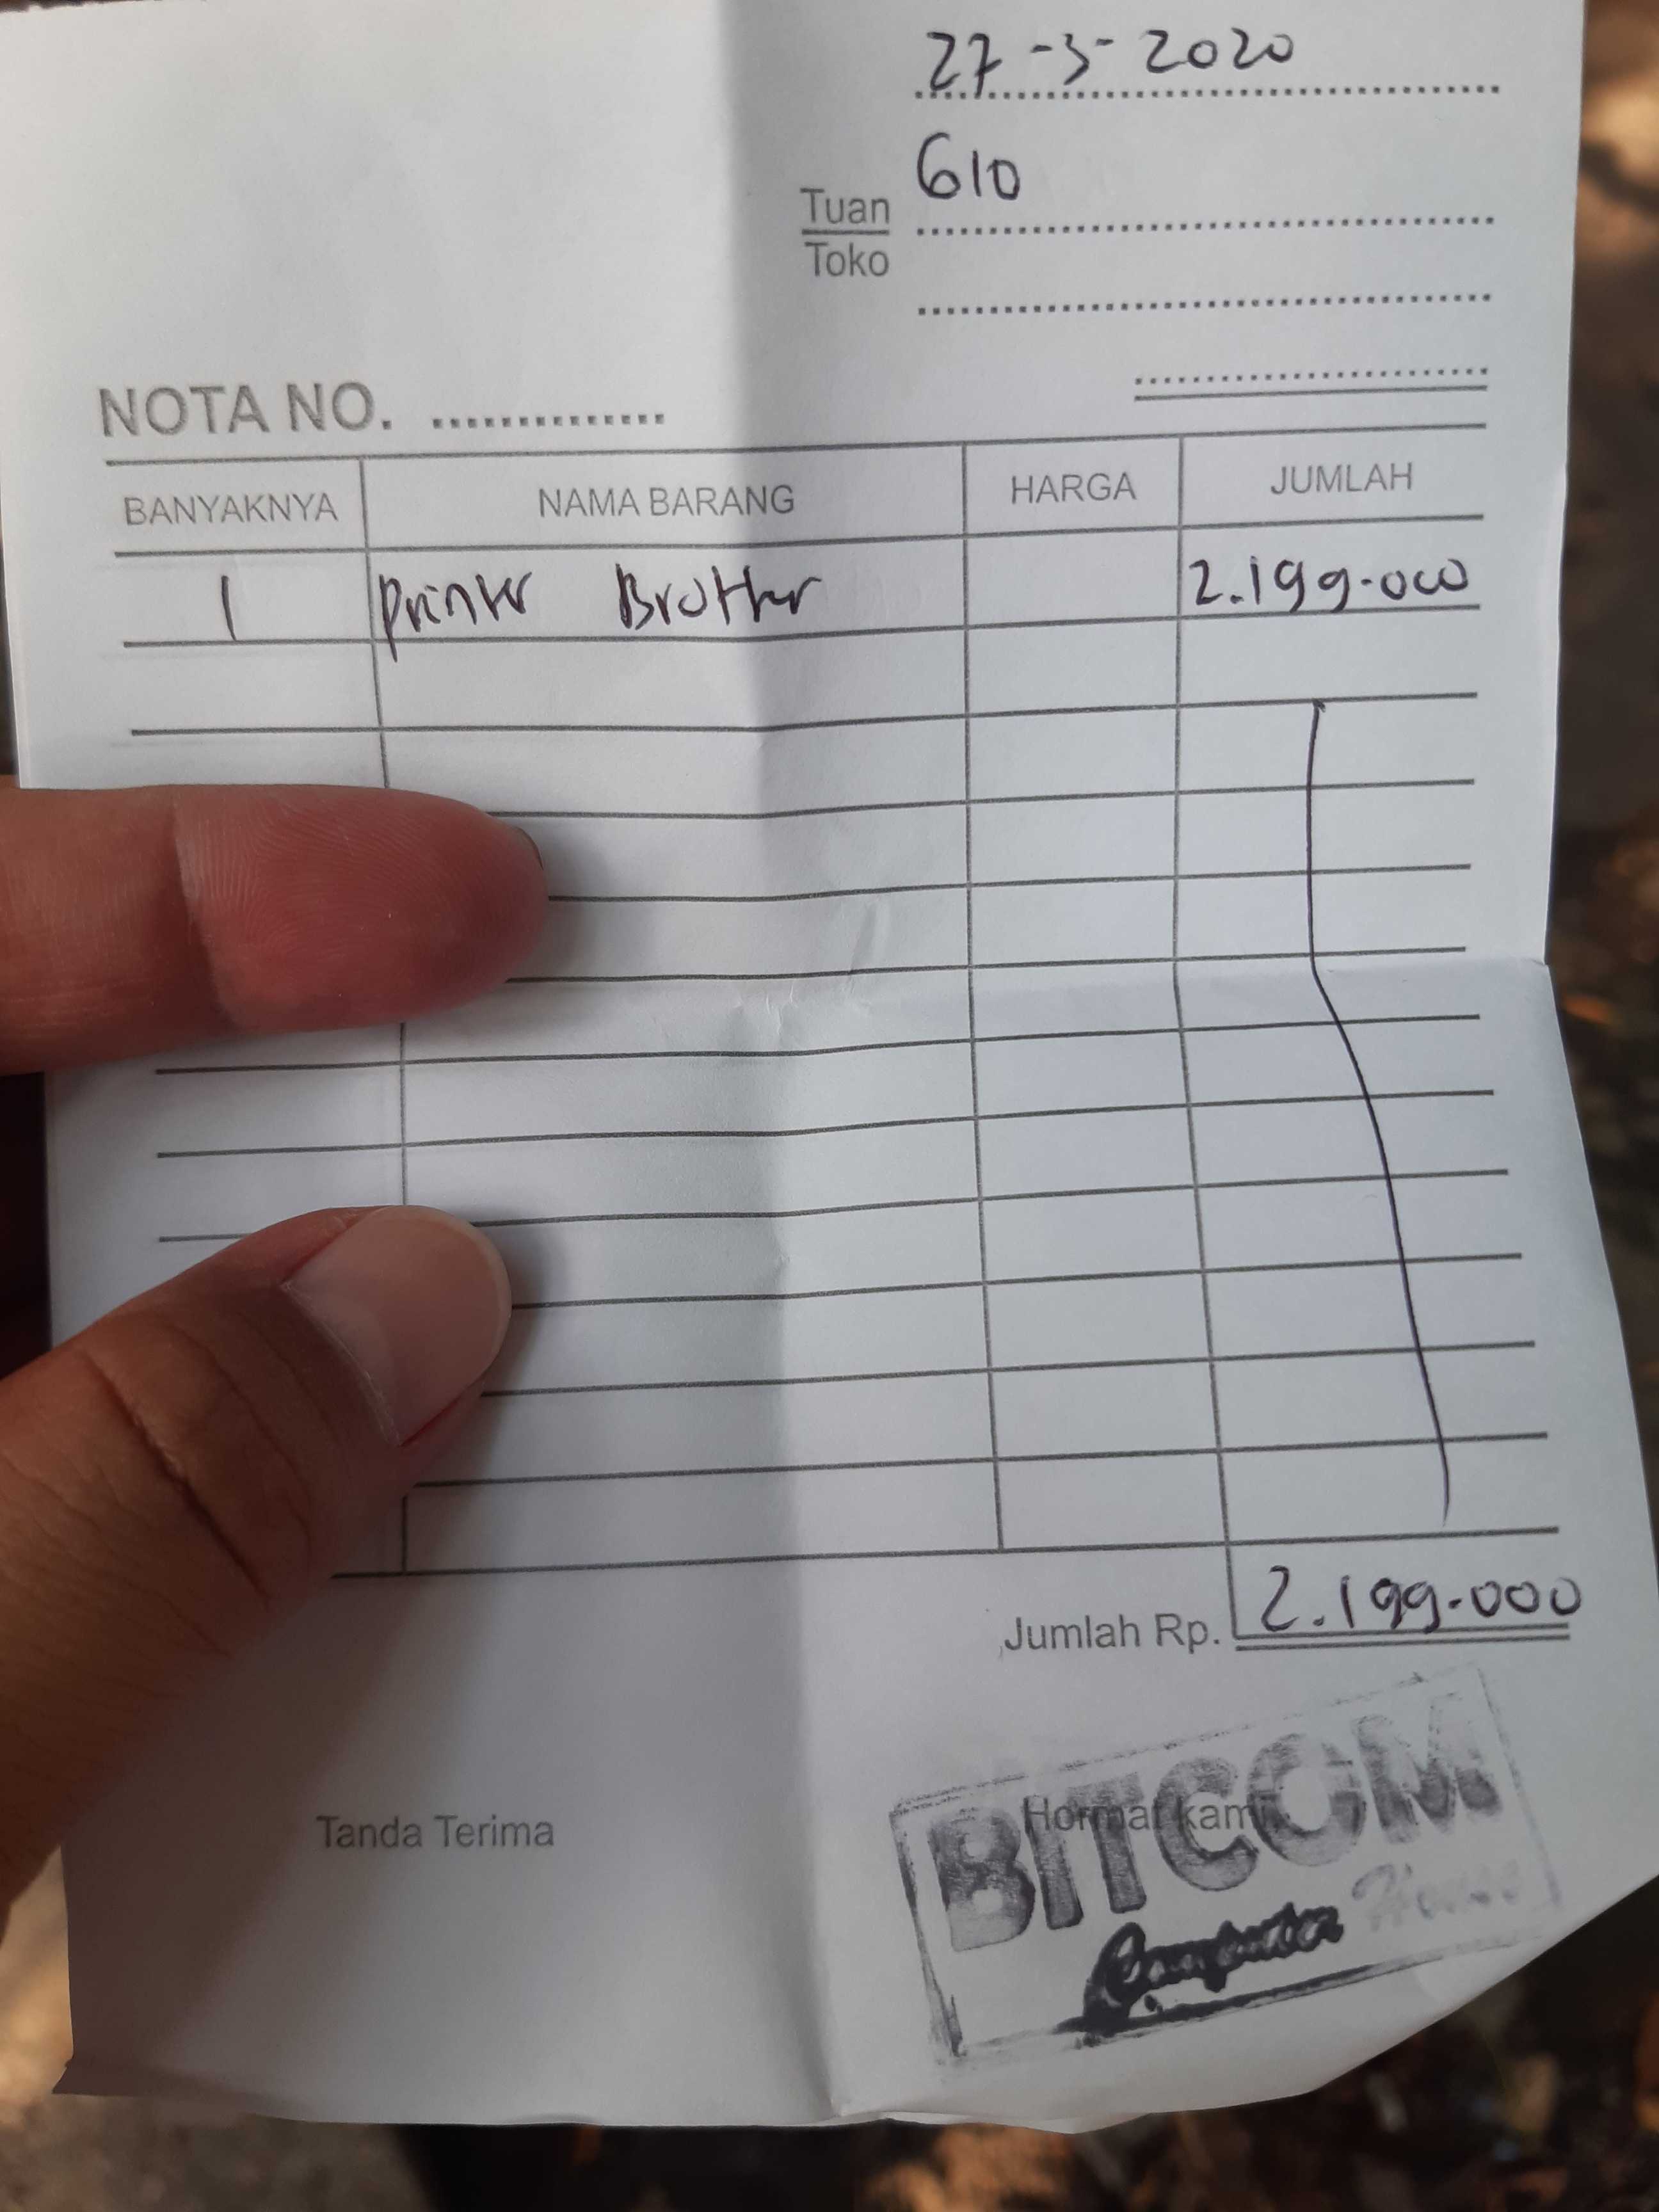 27-3-2020
610
Tuan
Toko
NOTA NO. ..............
BANYAKNYA NAMA BARANG HARGA JUMLAH
1 Printer Brother 2.199.000
Jumlah Rp. 2.199.000
Tanda Terima Hormat kami,
BITCOM
Computer House